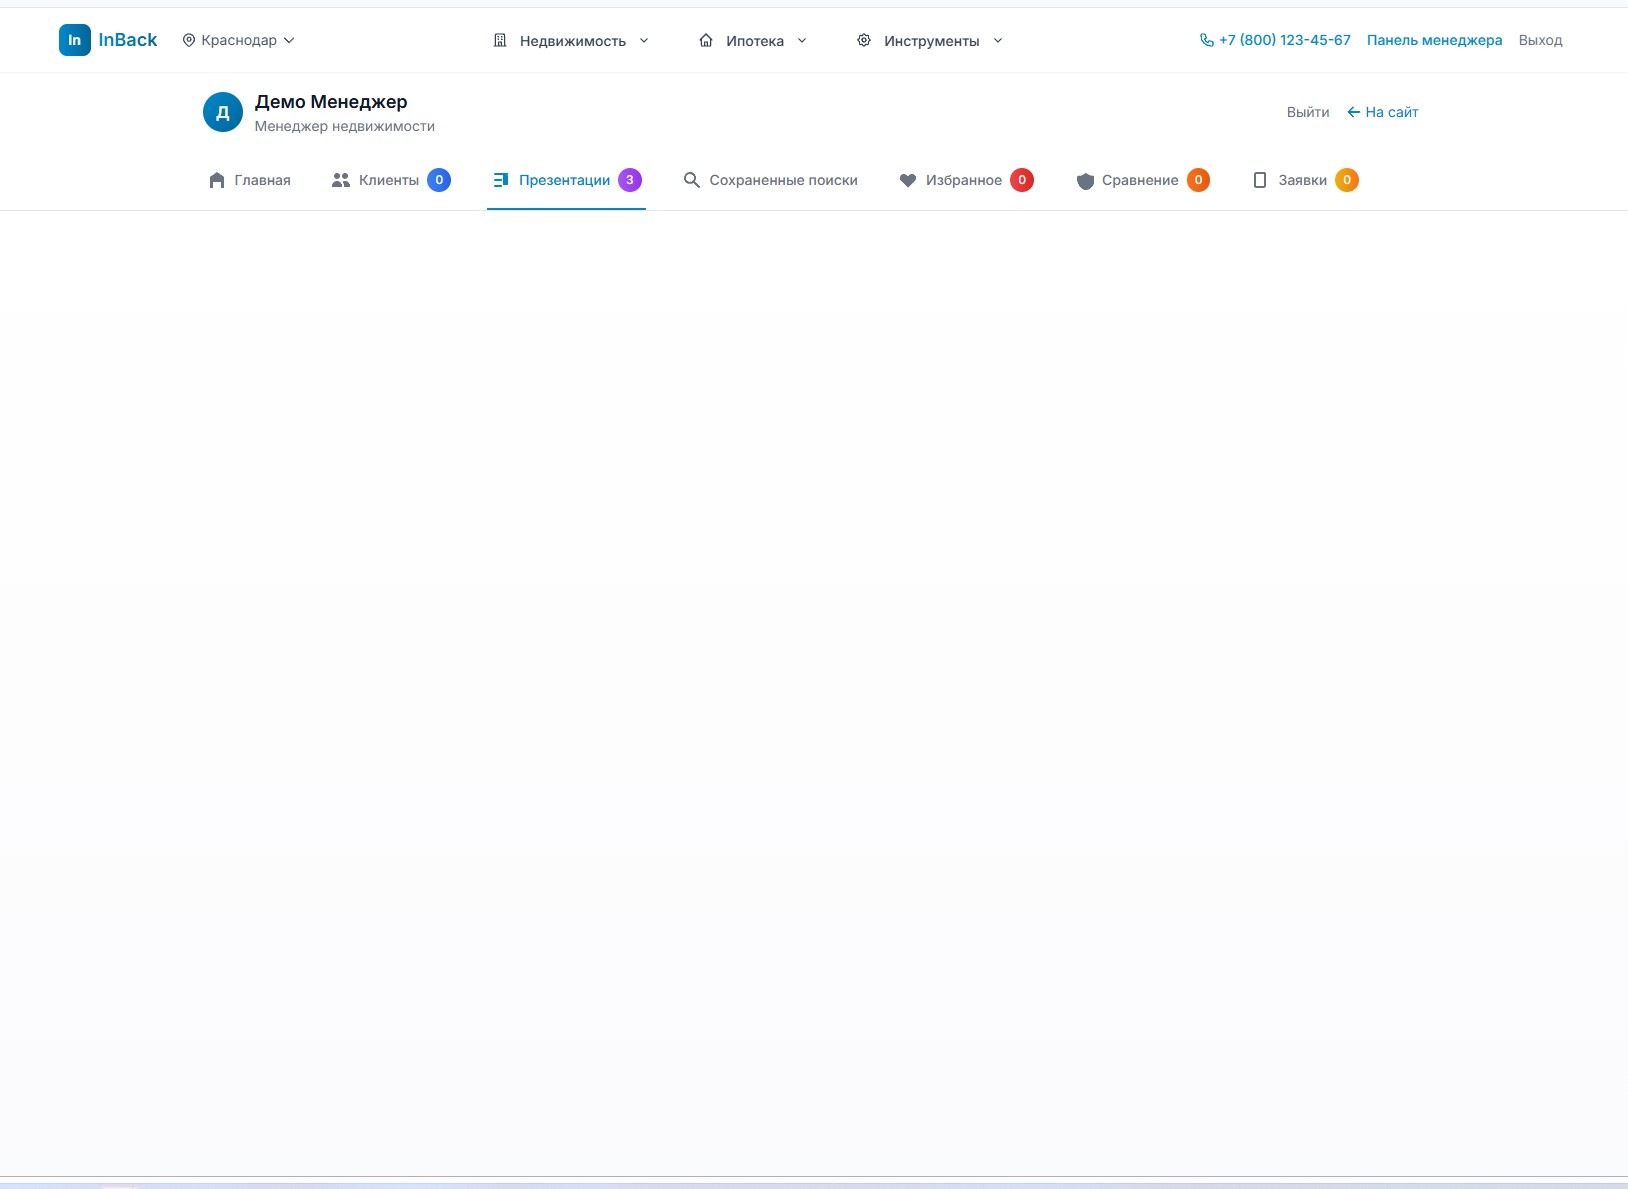 In InBack Краснодар Недвижимость Ипотека Инструменты +7 (800) 123-45-67 Панель менеджера Выход
Д Демо Менеджер
Менеджер недвижимости
Выйти ← На сайт
Главная Клиенты 0 Презентации 3 Сохраненные поиски Избранное 0 Сравнение 0 Заявки 0